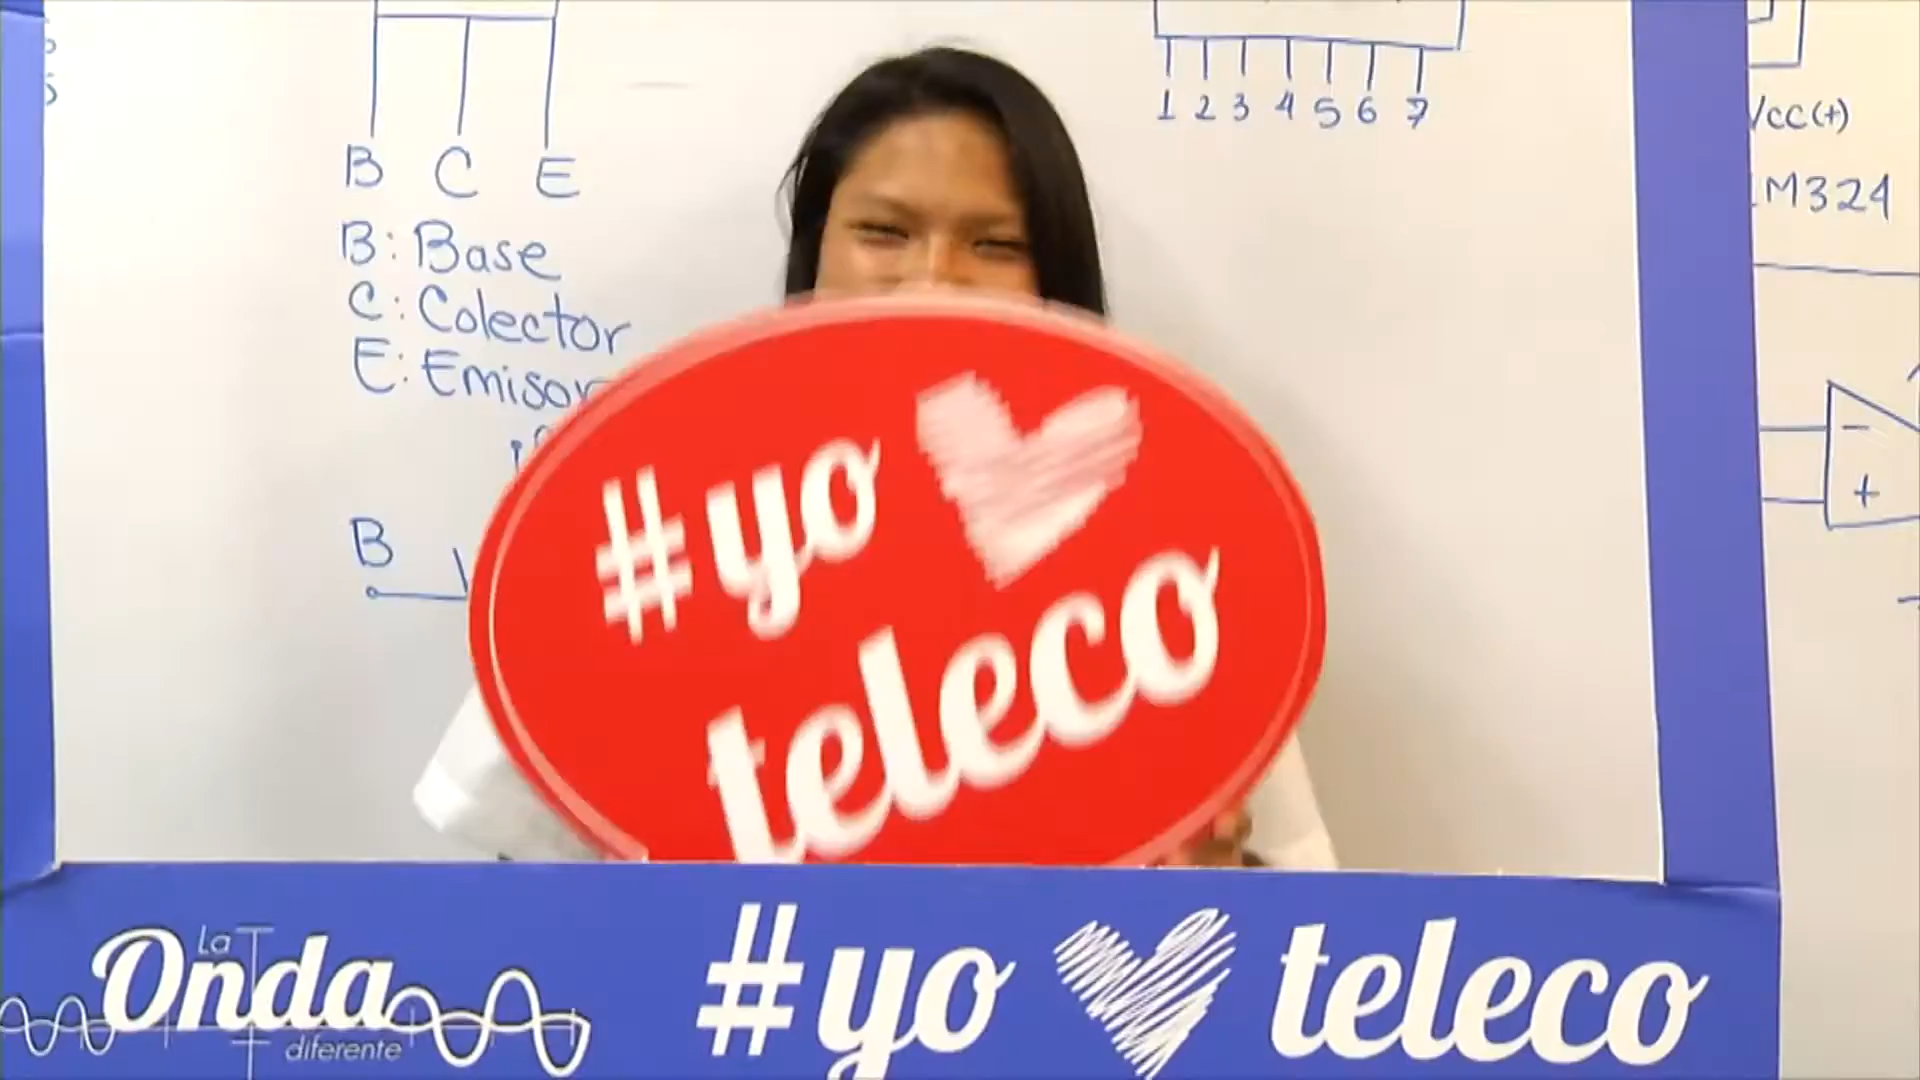 B C E
B: Base
C: Colector
E: Emisor
B
1 2 3 4 5 6 7
Vcc(+)
LM324
-
+
#yo
teleco
La
Onda
diferente
#yo teleco